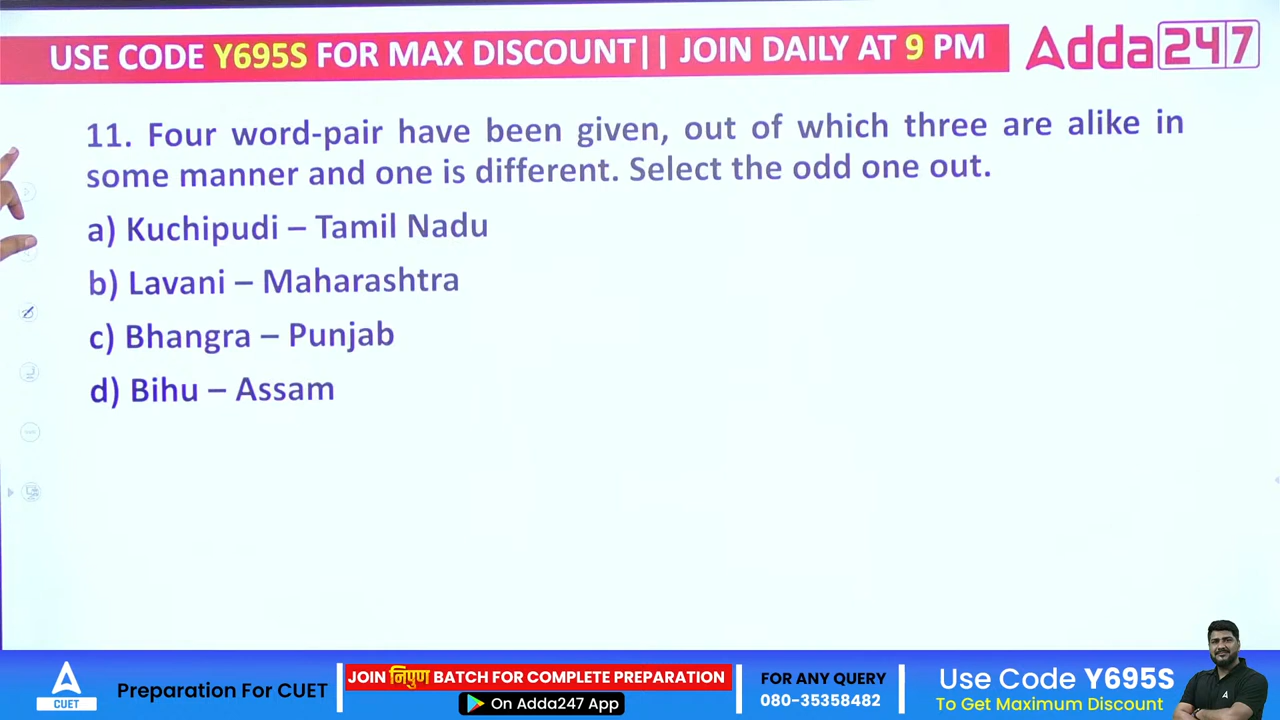 USE CODE Y695S FOR MAX DISCOUNT|| JOIN DAILY AT 9 PM
Adda247
11. Four word-pair have been given, out of which three are alike in
some manner and one is different. Select the odd one out.
a) Kuchipudi – Tamil Nadu
b) Lavani – Maharashtra
c) Bhangra – Punjab
d) Bihu – Assam
CUET
Preparation For CUET
JOIN निपुण BATCH FOR COMPLETE PREPARATION
On Adda247 App
FOR ANY QUERY
080-35358482
Use Code Y695S
To Get Maximum Discount